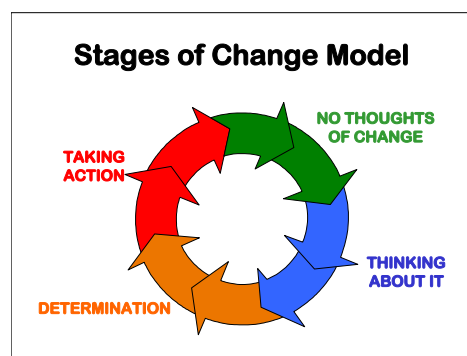 Stages of Change Model
NO THOUGHTS
OF CHANGE
TAKING
ACTION
THINKING
ABOUT IT
DETERMINATION